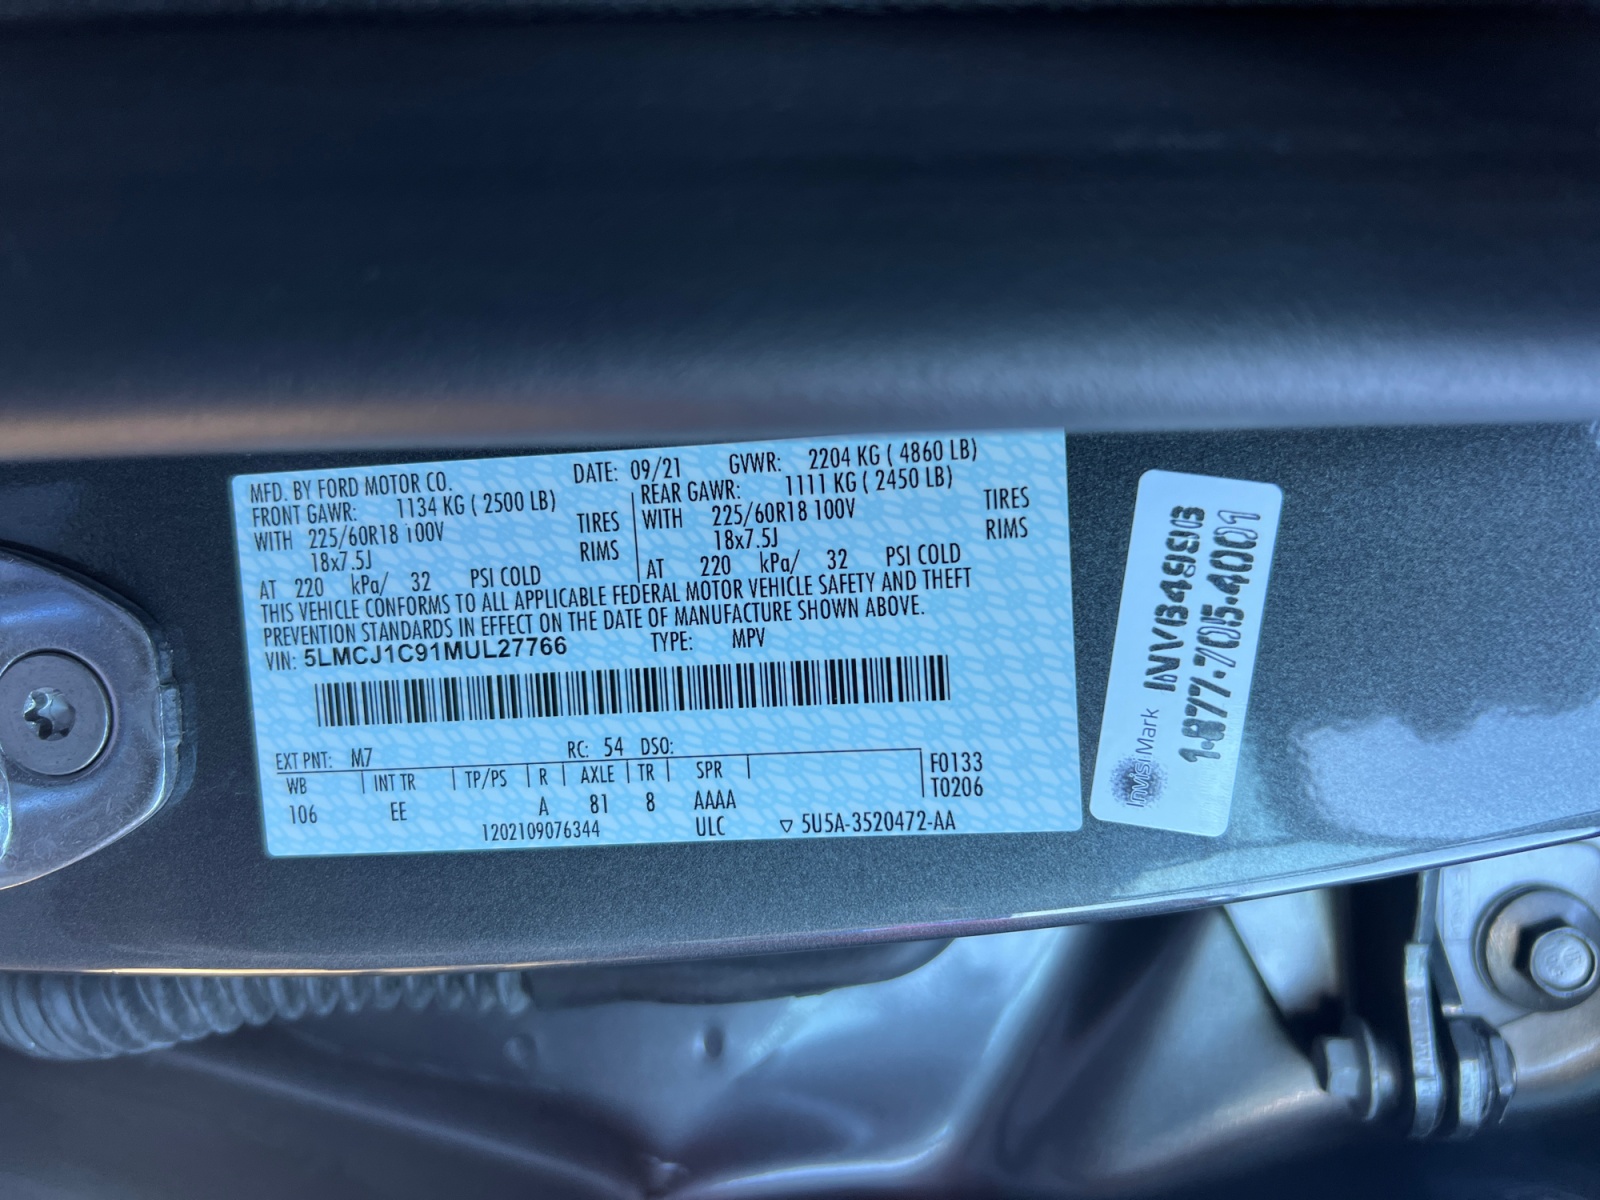 MFD. BY FORD MOTOR CO. DATE: 09/21 GVWR: 2204 KG ( 4860 LB)
FRONT GAWR: 1134 KG ( 2500 LB) REAR GAWR: 1111 KG ( 2450 LB)
WITH 225/60R18 100V TIRES WITH 225/60R18 100V TIRES
18x7.5J RIMS 18x7.5J RIMS
AT 220 kPa/ 32 PSI COLD AT 220 kPa/ 32 PSI COLD
THIS VEHICLE CONFORMS TO ALL APPLICABLE FEDERAL MOTOR VEHICLE SAFETY AND THEFT
PREVENTION STANDARDS IN EFFECT ON THE DATE OF MANUFACTURE SHOWN ABOVE.
VIN: 5LMCJ1C91MUL27766 TYPE: MPV
EXT PNT: M7 RC: 54 DSO:
WB INT TR TP/PS R AXLE TR SPR F0133
106 EE A 81 8 AAAA T0206
1202109076344 ULC ▽ 5U5A-3520472-AA
InvisiMark
1.877.705.4001